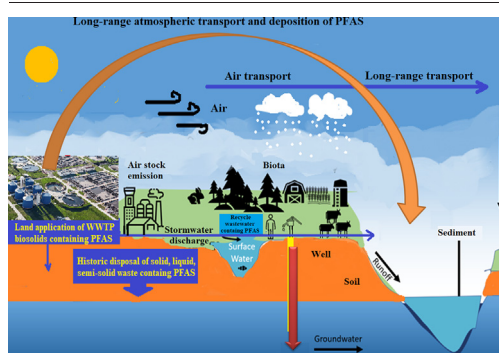 Long-range atmospheric transport and deposition of PFAS
Air transport
Long-range transport
Air
Air stock
emission
Biota
Recycle
wastewater
containg PFAS
Land application of WWTP
biosolids containing PFAS
Stormwater
discharge
Sediment
Surface
Water
Historic disposal of solid, liquid,
semi-solid waste containg PFAS
Well
Runoff
Soil
Groundwater